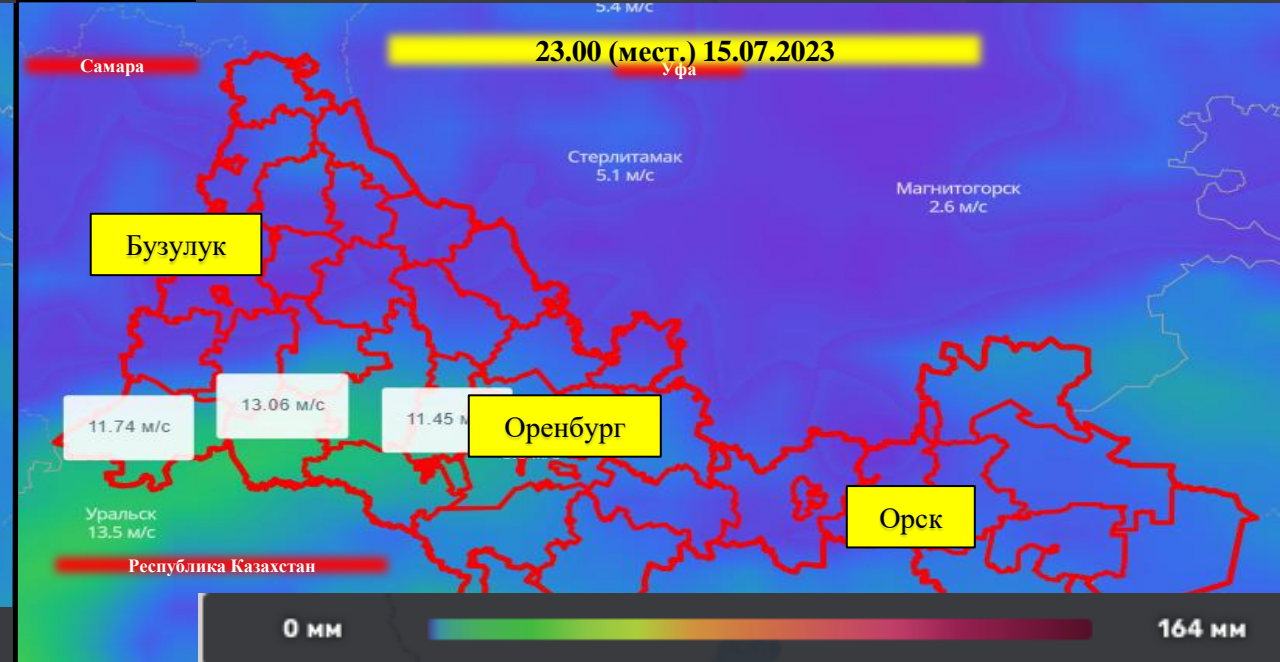 5.4 м/с
23.00 (мест.) 15.07.2023
Самара
Уфа
Стерлитамак
5.1 м/с
Магнитогорск
2.6 м/с
Бузулук
13.06 м/с
11.74 м/с
11.45 м
Оренбург
Орск
Уральск
13.5 м/с
Республика Казахстан
0 мм
164 мм